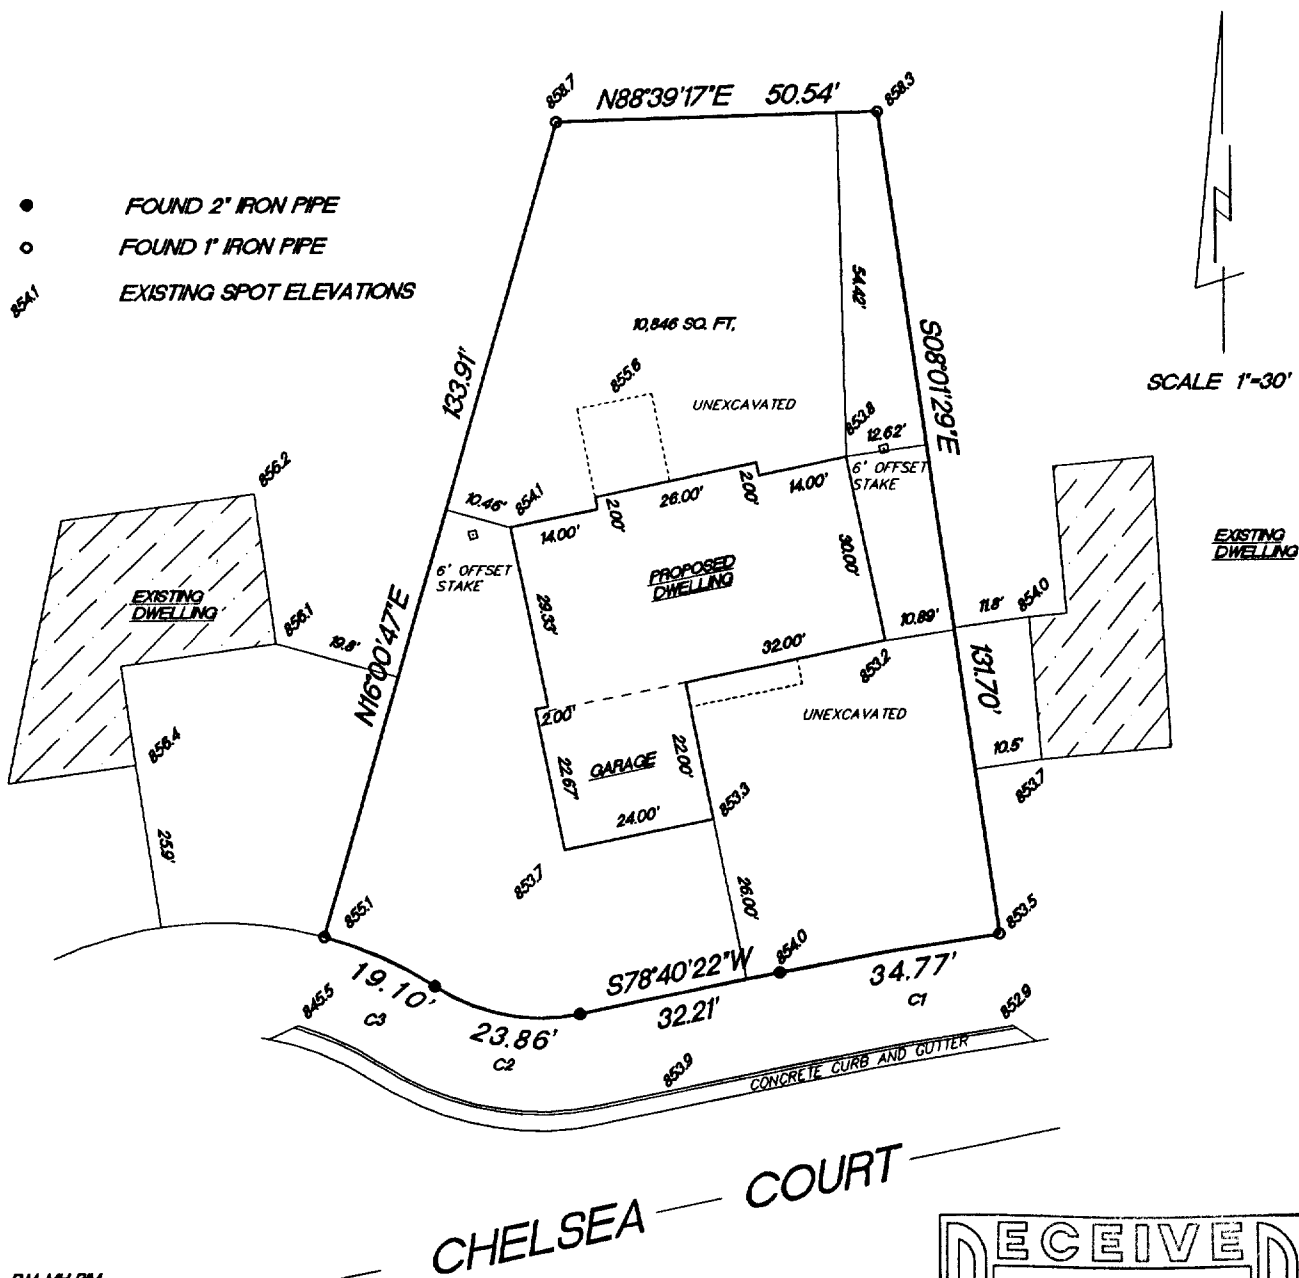 858.7
N88°39'17"E 50.54'
858.3
FOUND 2" IRON PIPE
FOUND 1" IRON PIPE
854.1 EXISTING SPOT ELEVATIONS
SCALE 1"=30'
133.91'
N16°00'47"E
54.42'
S08°01'29"E
131.70'
10,846 SQ. FT.
855.6
UNEXCAVATED
853.8
12.62'
6' OFFSET
STAKE
856.2
10.46'
854.1
14.00'
2.00'
26.00'
2.00'
14.00'
6' OFFSET
STAKE
PROPOSED
DWELLING
30.00'
EXISTING
DWELLING
EXISTING
DWELLING
856.1
19.8'
29.33'
32.00'
10.89'
11.8'
854.0
853.2
2.00'
UNEXCAVATED
856.4
GARAGE
22.67'
22.00'
10.5'
853.7
24.00'
853.3
25.9'
853.7
26.00'
855.1
853.5
19.10'
C3
845.5
23.86'
C2
S78°40'22"W
32.21'
854.0
34.77'
C1
852.9
853.9
CONCRETE CURB AND GUTTER
CHELSEA COURT
RECEIVED